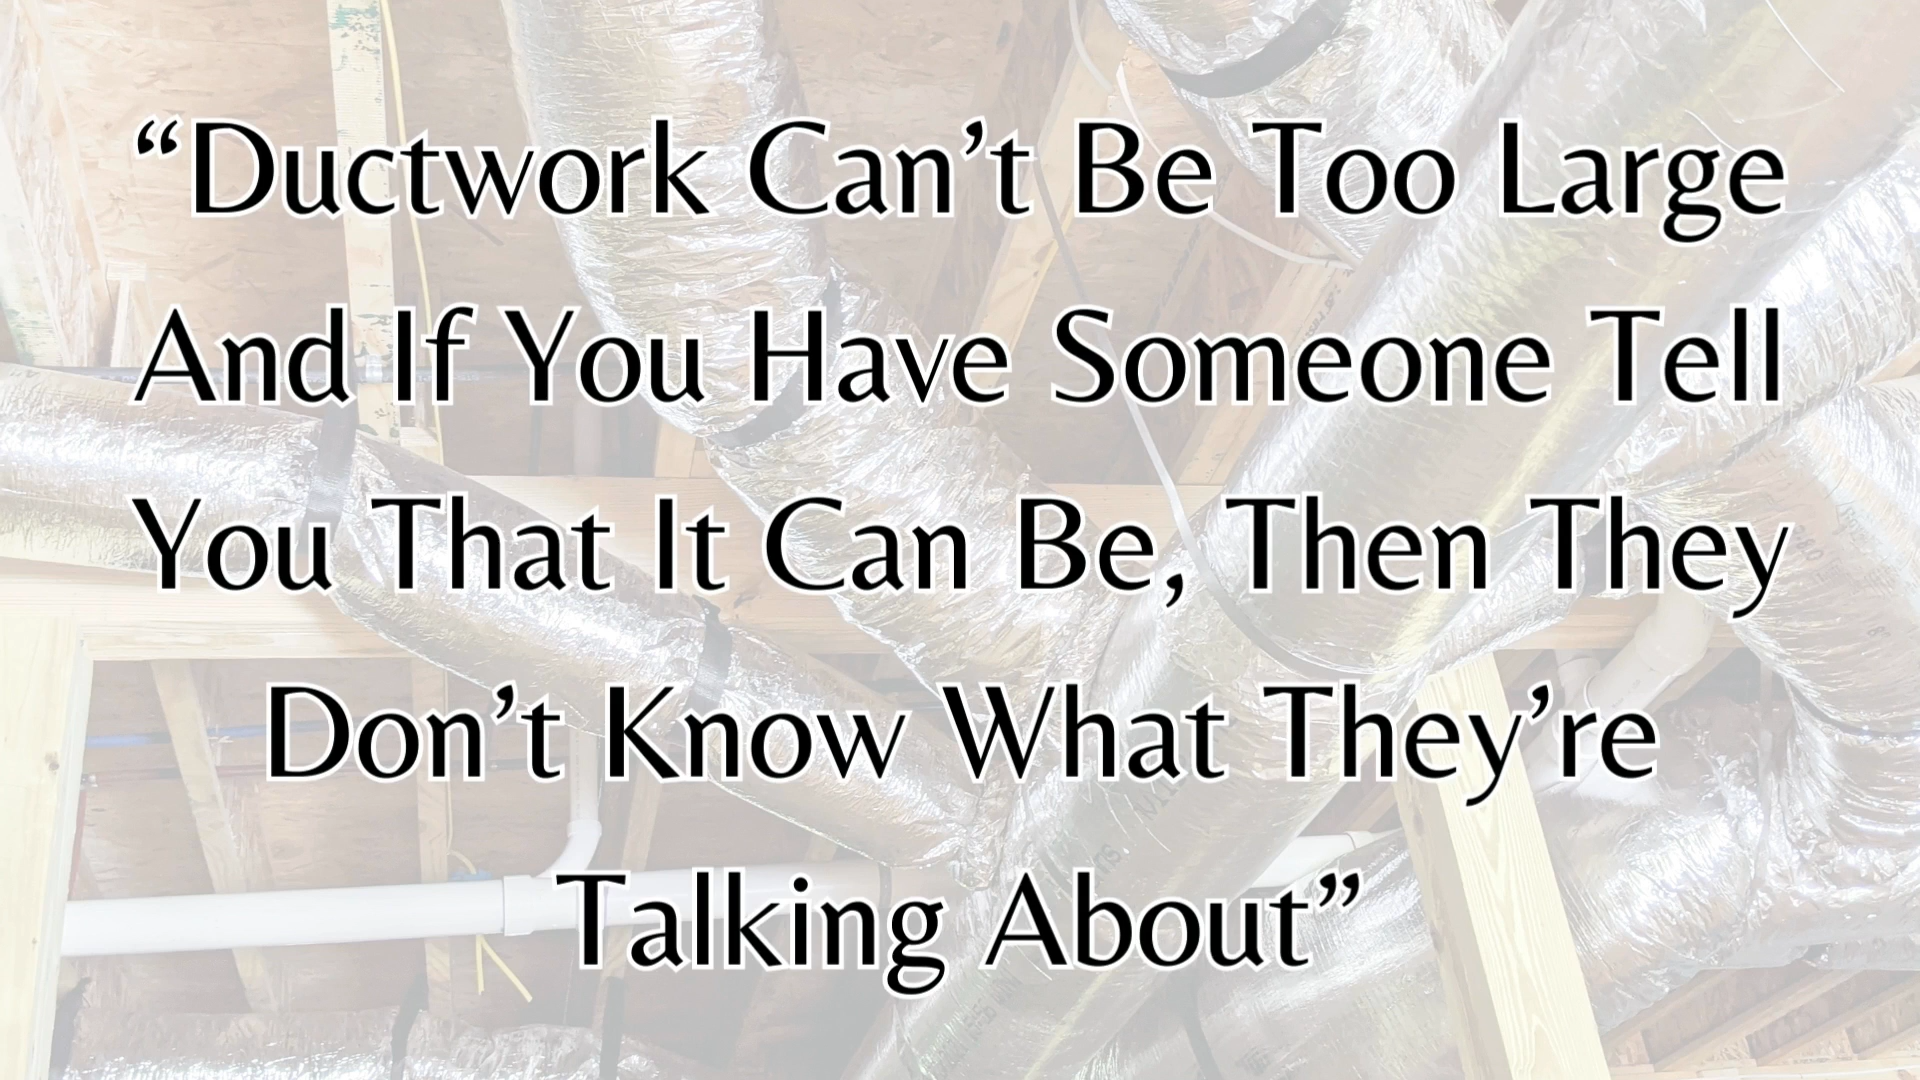 “Ductwork Can’t Be Too Large
And If You Have Someone Tell
You That It Can Be, Then They
Don’t Know What They’re
Talking About”